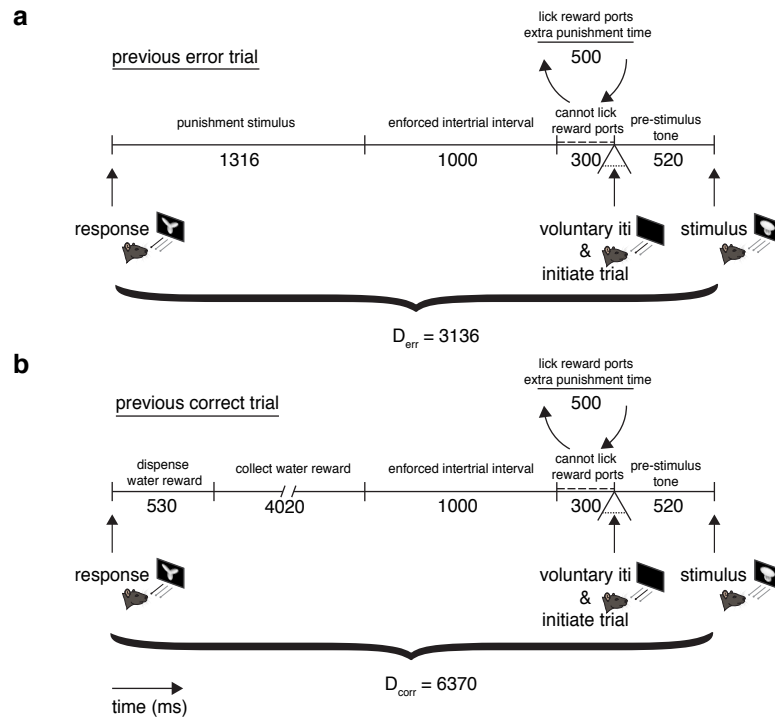 a
lick reward ports
extra punishment time
500
previous error trial
punishment stimulus
enforced intertrial interval
cannot lick
reward ports
pre-stimulus
tone
1316
1000
300
520
response
voluntary iti
&
initiate trial
stimulus
D_err = 3136
b
lick reward ports
extra punishment time
500
previous correct trial
dispense
water reward
collect water reward
enforced intertrial interval
cannot lick
reward ports
pre-stimulus
tone
530
4020
1000
300
520
response
voluntary iti
&
initiate trial
stimulus
D_corr = 6370
time (ms)